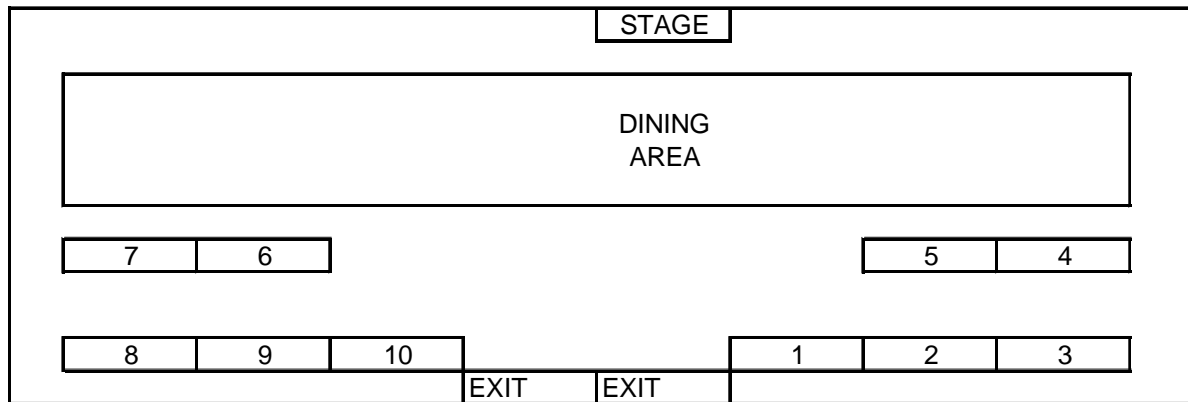 STAGE
DINING
AREA
7 6 5 4
8 9 10 1 2 3
EXIT EXIT